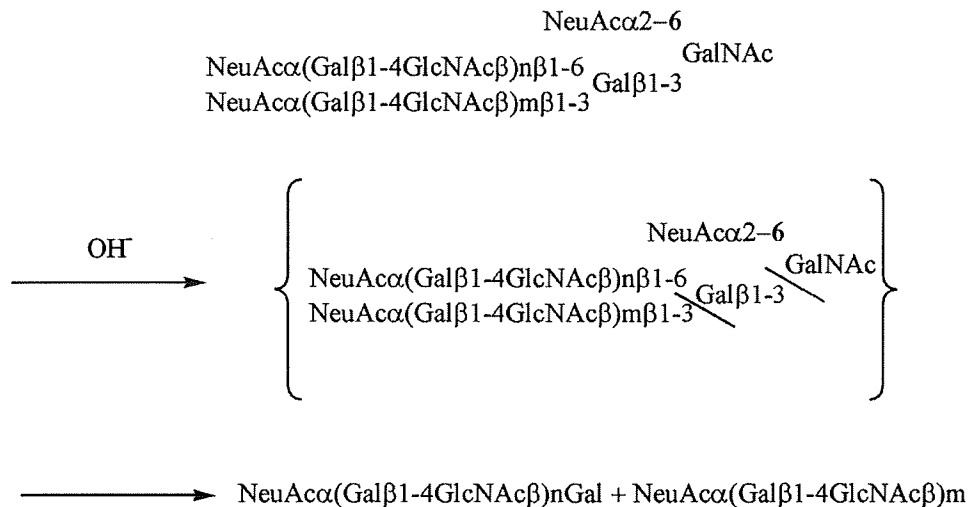 NeuAcα2–6
GalNAc
NeuAcα(Galβ1-4GlcNAcβ)nβ1-6
Galβ1-3
NeuAcα(Galβ1-4GlcNAcβ)mβ1-3
OH⁻
NeuAcα2–6
GalNAc
NeuAcα(Galβ1-4GlcNAcβ)nβ1-6
Galβ1-3
NeuAcα(Galβ1-4GlcNAcβ)mβ1-3
NeuAcα(Galβ1-4GlcNAcβ)nGal + NeuAcα(Galβ1-4GlcNAcβ)m